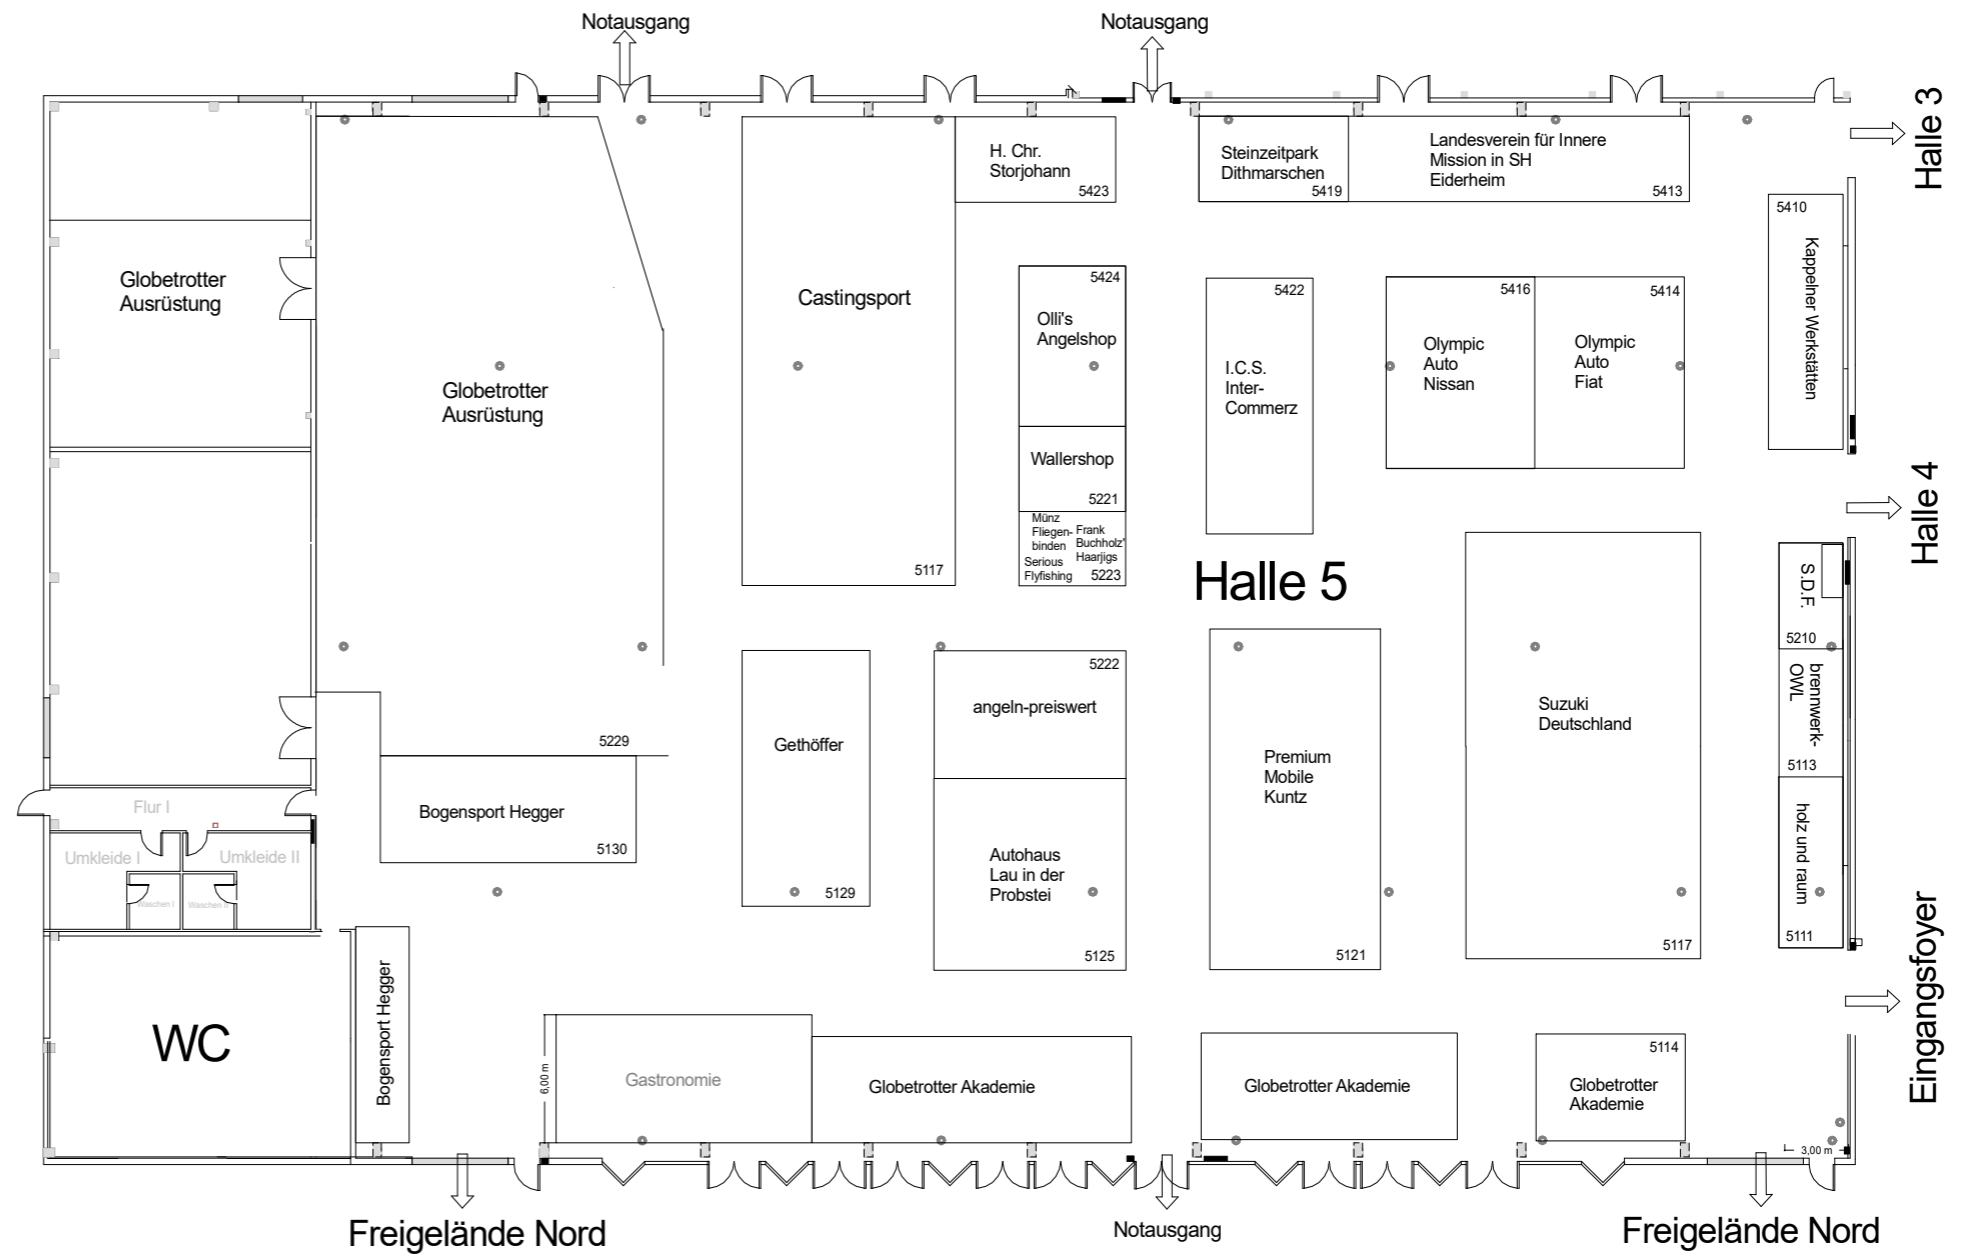 Notausgang
Notausgang
Halle 3
H. Chr.
Storjohann
5423
Steinzeitpark
Dithmarschen
5419
Landesverein für Innere
Mission in SH
Eiderheim
5413
5410
Kappelner Werkstätten
Globetrotter
Ausrüstung
Globetrotter
Ausrüstung
5229
Castingsport
5117
5424
Olli's
Angelshop
Wallershop
5221
Münz
Fliegen-
binden
Serious
Flyfishing
Frank
Buchholz'
Haarjigs
5223
5422
I.C.S.
Inter-
Commerz
5416
Olympic
Auto
Nissan
5414
Olympic
Auto
Fiat
Halle 4
Halle 5
S.D.F.
5210
brennwerk-
OWL
5113
holz und raum
5111
Bogensport Hegger
5130
Gethöffer
5129
5222
angeln-preiswert
Autohaus
Lau in der
Probstei
5125
Premium
Mobile
Kuntz
5121
Suzuki
Deutschland
5117
Flur I
Umkleide I
Umkleide II
Waschen I
WC
Bogensport Hegger
6,00 m
Gastronomie
Globetrotter Akademie
Globetrotter Akademie
5114
Globetrotter
Akademie
3,00 m
Eingangsfoyer
Freigelände Nord
Notausgang
Freigelände Nord